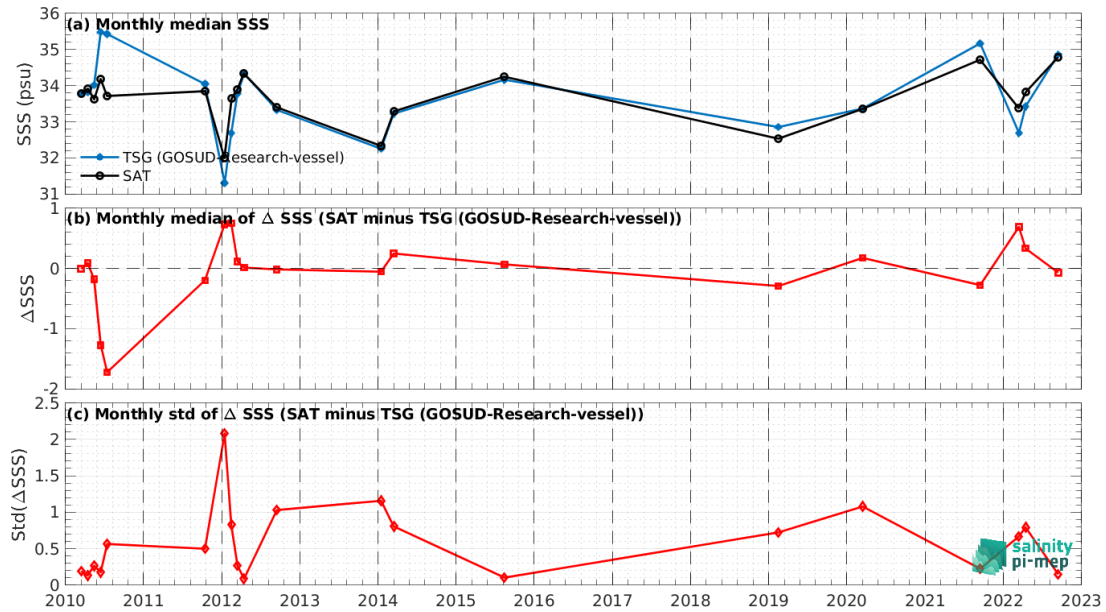 (a) Monthly median SSS
36
35
34
33
32
31
SSS (psu)
TSG (GOSUD-Research-vessel)
SAT
(b) Monthly median of Δ SSS (SAT minus TSG (GOSUD-Research-vessel))
1
0
-1
-2
ΔSSS
(c) Monthly std of Δ SSS (SAT minus TSG (GOSUD-Research-vessel))
2.5
2
1.5
1
0.5
0
Std(ΔSSS)
salinity
pi-mep
2010 2011 2012 2013 2014 2015 2016 2017 2018 2019 2020 2021 2022 2023